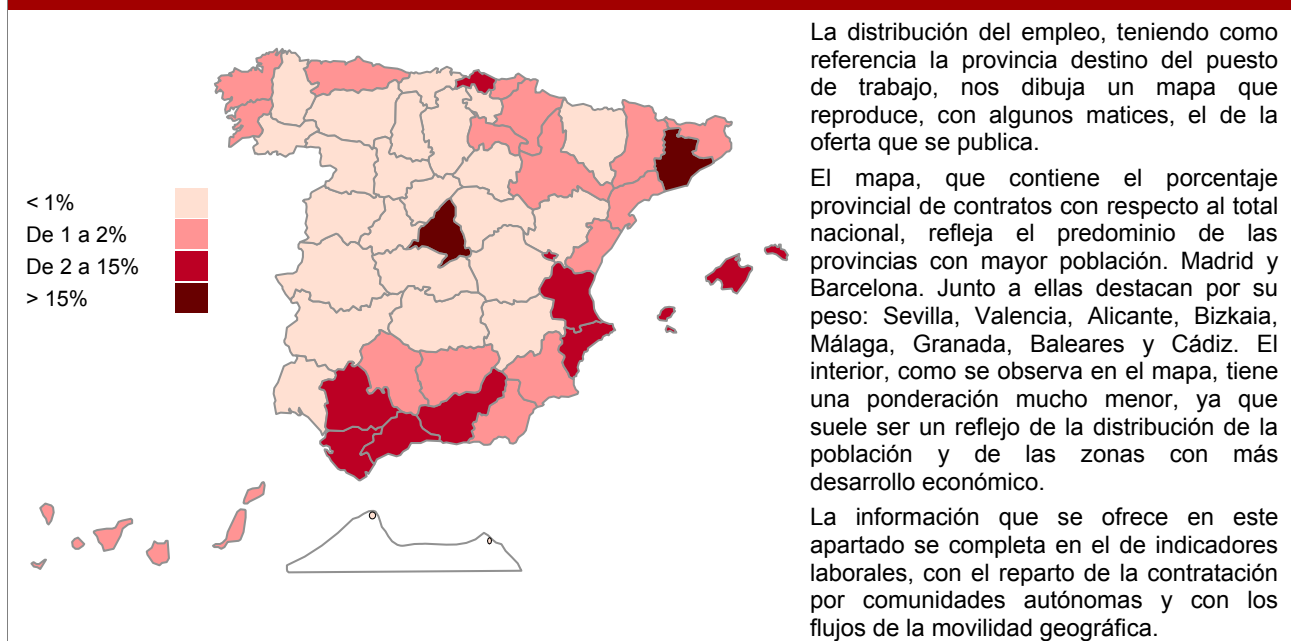 < 1%
De 1 a 2%
De 2 a 15%
> 15%
La distribución del empleo, teniendo como
referencia la provincia destino del puesto
de trabajo, nos dibuja un mapa que
reproduce, con algunos matices, el de la
oferta que se publica.
El mapa, que contiene el porcentaje
provincial de contratos con respecto al total
nacional, refleja el predominio de las
provincias con mayor población. Madrid y
Barcelona. Junto a ellas destacan por su
peso: Sevilla, Valencia, Alicante, Bizkaia,
Málaga, Granada, Baleares y Cádiz. El
interior, como se observa en el mapa, tiene
una ponderación mucho menor, ya que
suele ser un reflejo de la distribución de la
población y de las zonas con más
desarrollo económico.
La información que se ofrece en este
apartado se completa en el de indicadores
laborales, con el reparto de la contratación
por comunidades autónomas y con los
flujos de la movilidad geográfica.